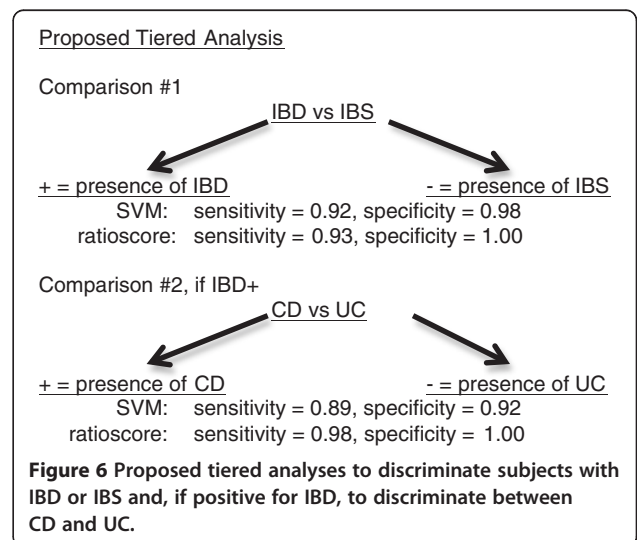 Proposed Tiered Analysis
Comparison #1
IBD vs IBS
+ = presence of IBD - = presence of IBS
SVM: sensitivity = 0.92, specificity = 0.98
ratioscore: sensitivity = 0.93, specificity = 1.00
Comparison #2, if IBD+
CD vs UC
+ = presence of CD - = presence of UC
SVM: sensitivity = 0.89, specificity = 0.92
ratioscore: sensitivity = 0.98, specificity = 1.00
Figure 6 Proposed tiered analyses to discriminate subjects with
IBD or IBS and, if positive for IBD, to discriminate between
CD and UC.